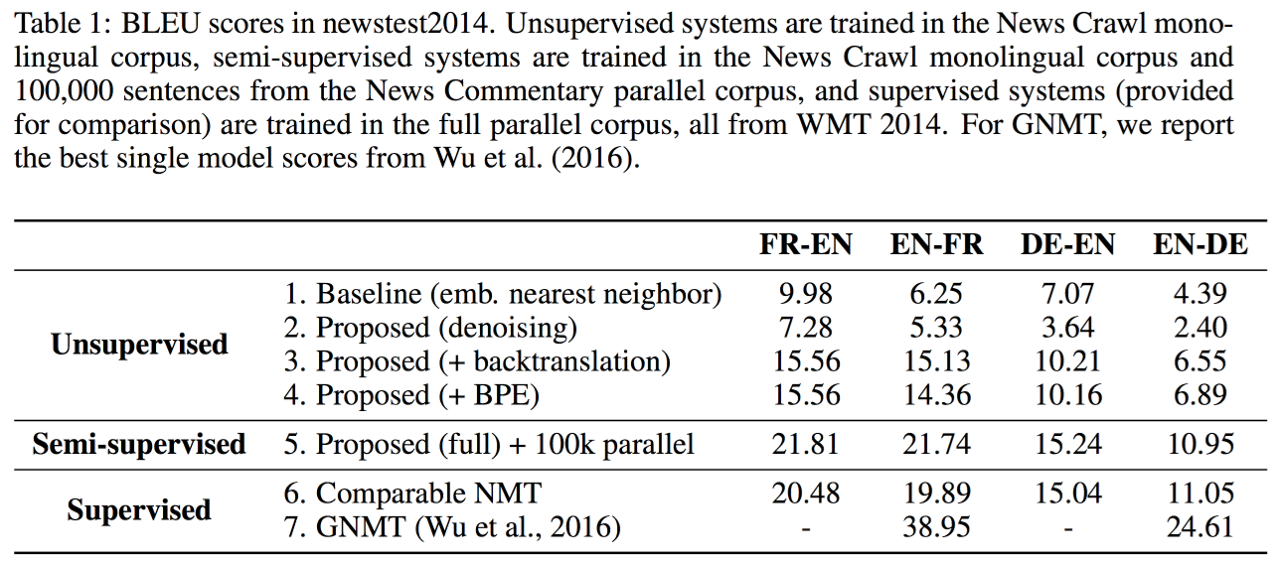 Table 1: BLEU scores in newstest2014. Unsupervised systems are trained in the News Crawl mono-
lingual corpus, semi-supervised systems are trained in the News Crawl monolingual corpus and
100,000 sentences from the News Commentary parallel corpus, and supervised systems (provided
for comparison) are trained in the full parallel corpus, all from WMT 2014. For GNMT, we report
the best single model scores from Wu et al. (2016).
FR-EN EN-FR DE-EN EN-DE
Unsupervised
1. Baseline (emb. nearest neighbor) 9.98 6.25 7.07 4.39
2. Proposed (denoising) 7.28 5.33 3.64 2.40
3. Proposed (+ backtranslation) 15.56 15.13 10.21 6.55
4. Proposed (+ BPE) 15.56 14.36 10.16 6.89
Semi-supervised 5. Proposed (full) + 100k parallel 21.81 21.74 15.24 10.95
Supervised
6. Comparable NMT 20.48 19.89 15.04 11.05
7. GNMT (Wu et al., 2016) - 38.95 - 24.61